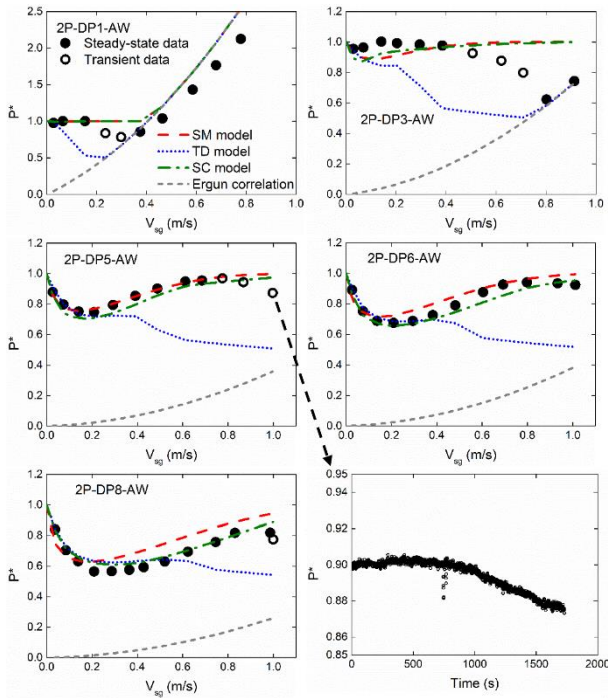 2P-DP1-AW
Steady-state data
Transient data
SM model
TD model
SC model
Ergun correlation
P*
2.5
2.0
1.5
1.0
0.5
0.0
0.0 0.2 0.4 0.6 0.8 1.0
Vsg (m/s)
2P-DP3-AW
P*
1.2
1.0
0.8
0.6
0.4
0.2
0.0
0.0 0.2 0.4 0.6 0.8 1.0
Vsg (m/s)
2P-DP5-AW
P*
1.2
1.0
0.8
0.6
0.4
0.2
0.0
0.0 0.2 0.4 0.6 0.8 1.0
Vsg (m/s)
2P-DP6-AW
P*
1.2
1.0
0.8
0.6
0.4
0.2
0.0
0.0 0.2 0.4 0.6 0.8 1.0
Vsg (m/s)
2P-DP8-AW
P*
1.2
1.0
0.8
0.6
0.4
0.2
0.0
0.0 0.2 0.4 0.6 0.8 1.0
Vsg (m/s)
P*
0.95
0.92
0.90
0.88
0.86
0.85
0 500 1000 1500 2000
Time (s)